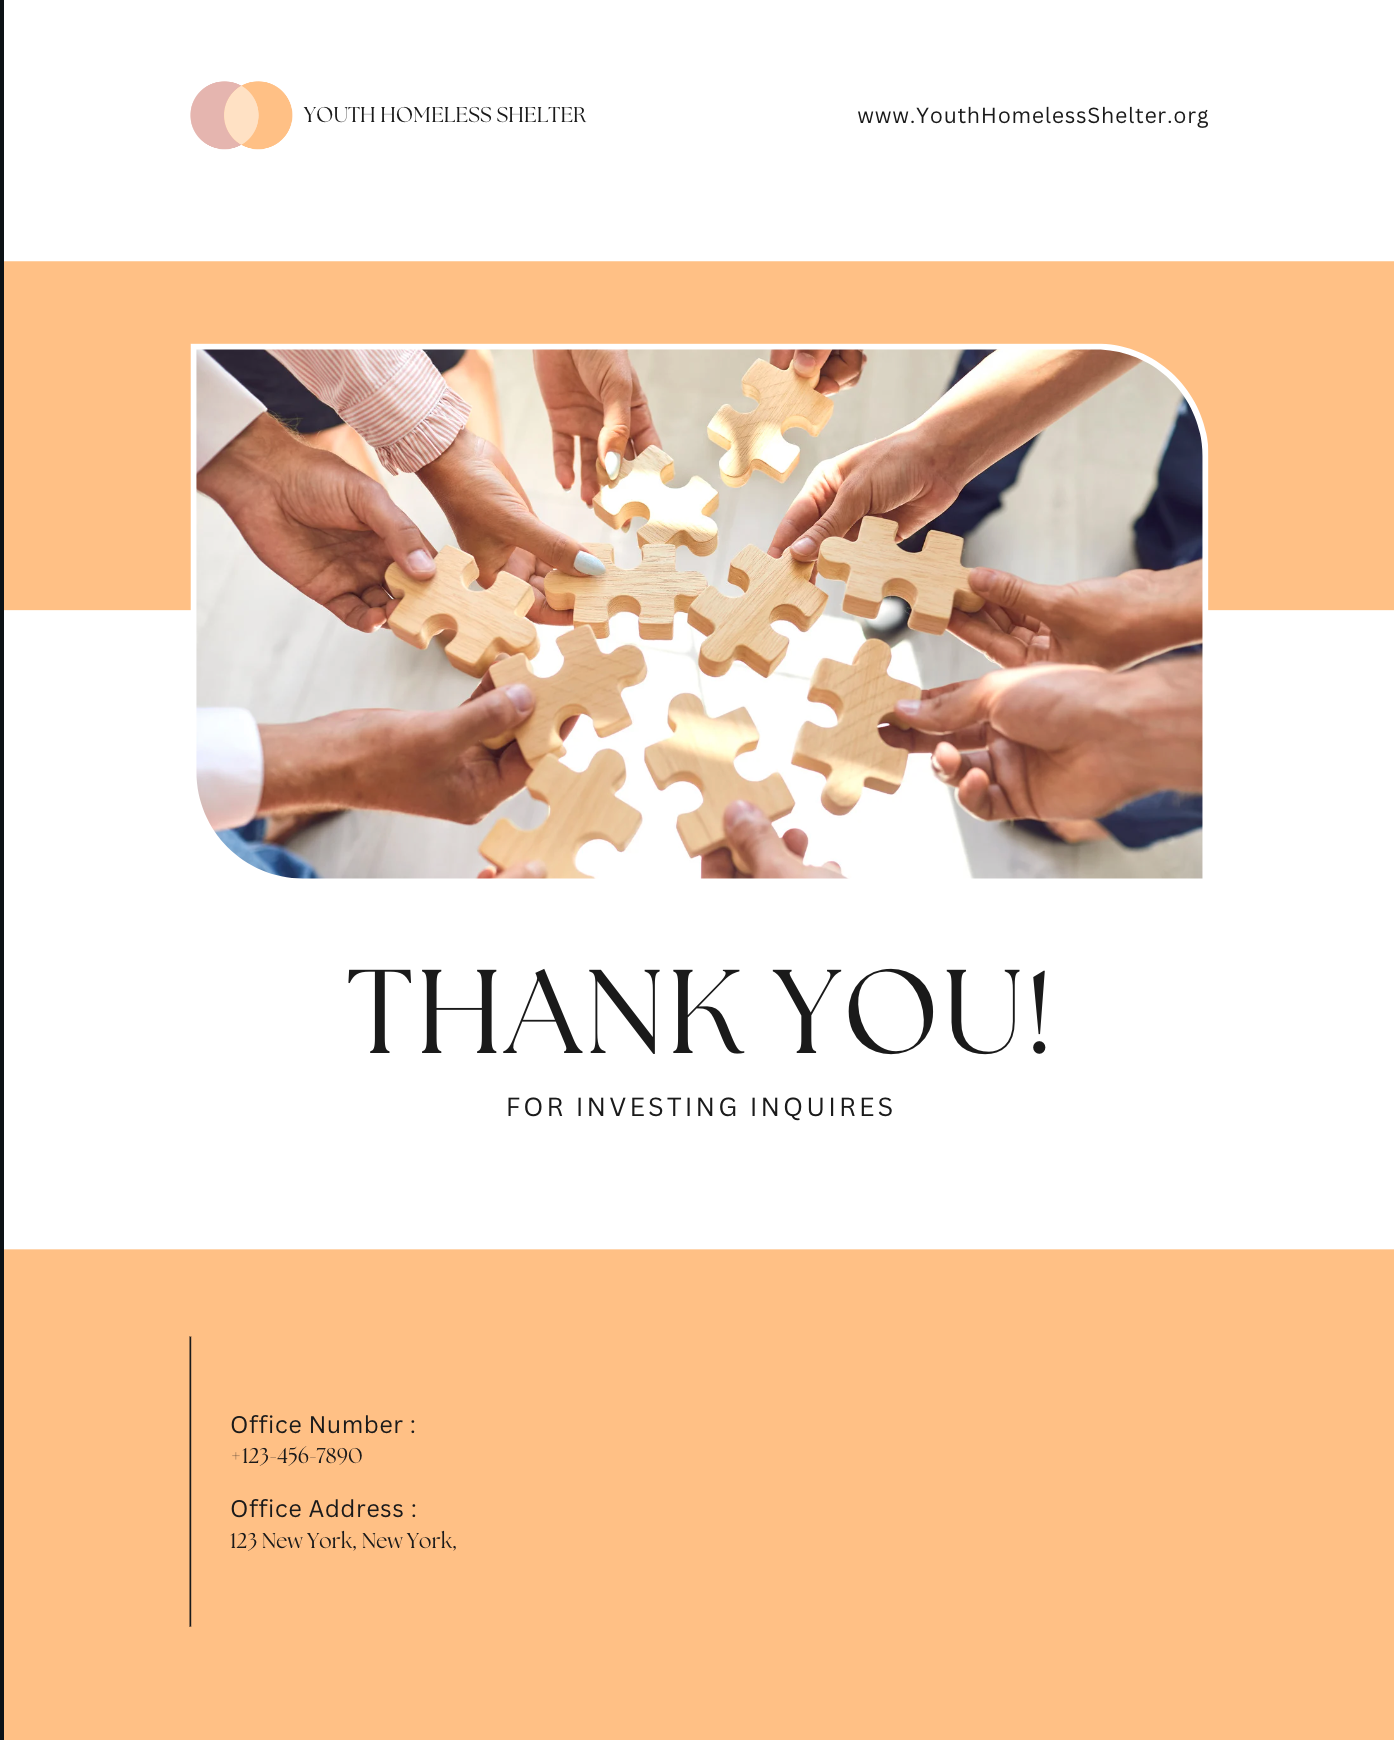 YOUTH HOMELESS SHELTER
www.YouthHomelessShelter.org
THANK YOU!
FOR INVESTING INQUIRES
Office Number :
+123-456-7890
Office Address :
123 New York, New York,